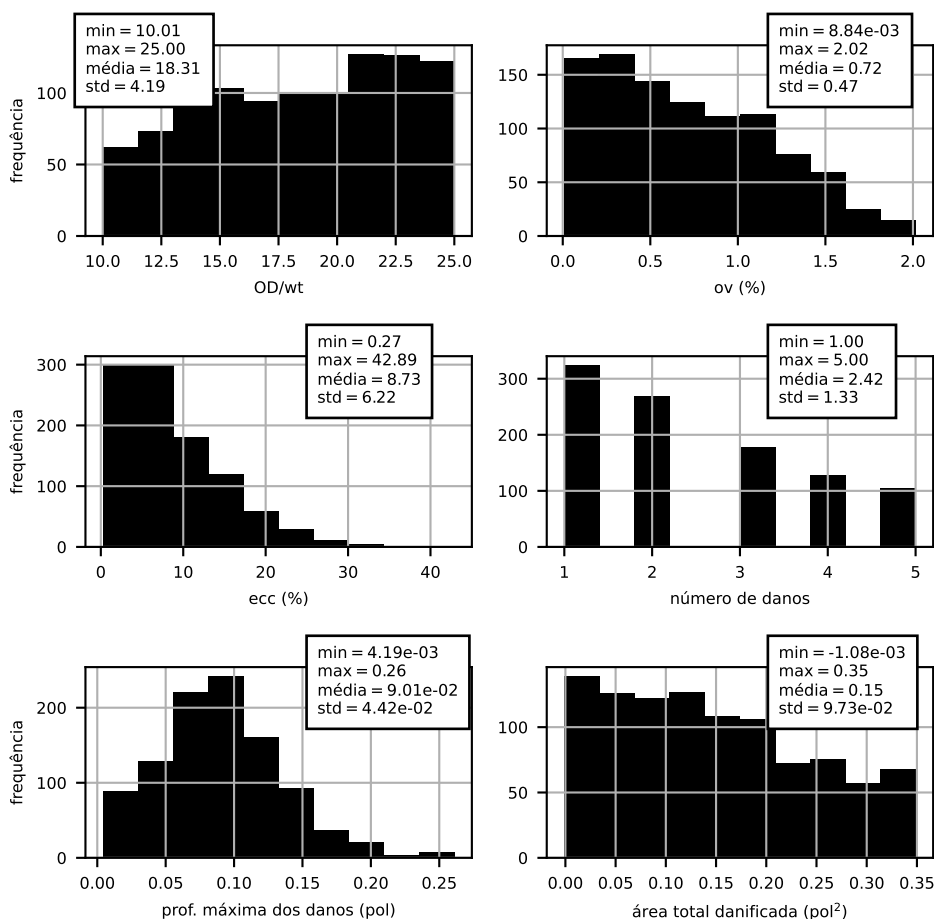 min = 10.01
max = 25.00
média = 18.31
std = 4.19
frequência
100
50
0
10.0 12.5 15.0 17.5 20.0 22.5 25.0
OD/wt
min = 8.84e-03
max = 2.02
média = 0.72
std = 0.47
150
100
50
0
0.0 0.5 1.0 1.5 2.0
ov (%)
min = 0.27
max = 42.89
média = 8.73
std = 6.22
frequência
300
200
100
0
0 10 20 30 40
ecc (%)
min = 1.00
max = 5.00
média = 2.42
std = 1.33
300
200
100
0
1 2 3 4 5
número de danos
min = 4.19e-03
max = 0.26
média = 9.01e-02
std = 4.42e-02
frequência
200
100
0
0.00 0.05 0.10 0.15 0.20 0.25
prof. máxima dos danos (pol)
min = -1.08e-03
max = 0.35
média = 0.15
std = 9.73e-02
100
50
0
0.00 0.05 0.10 0.15 0.20 0.25 0.30 0.35
área total danificada (pol²)